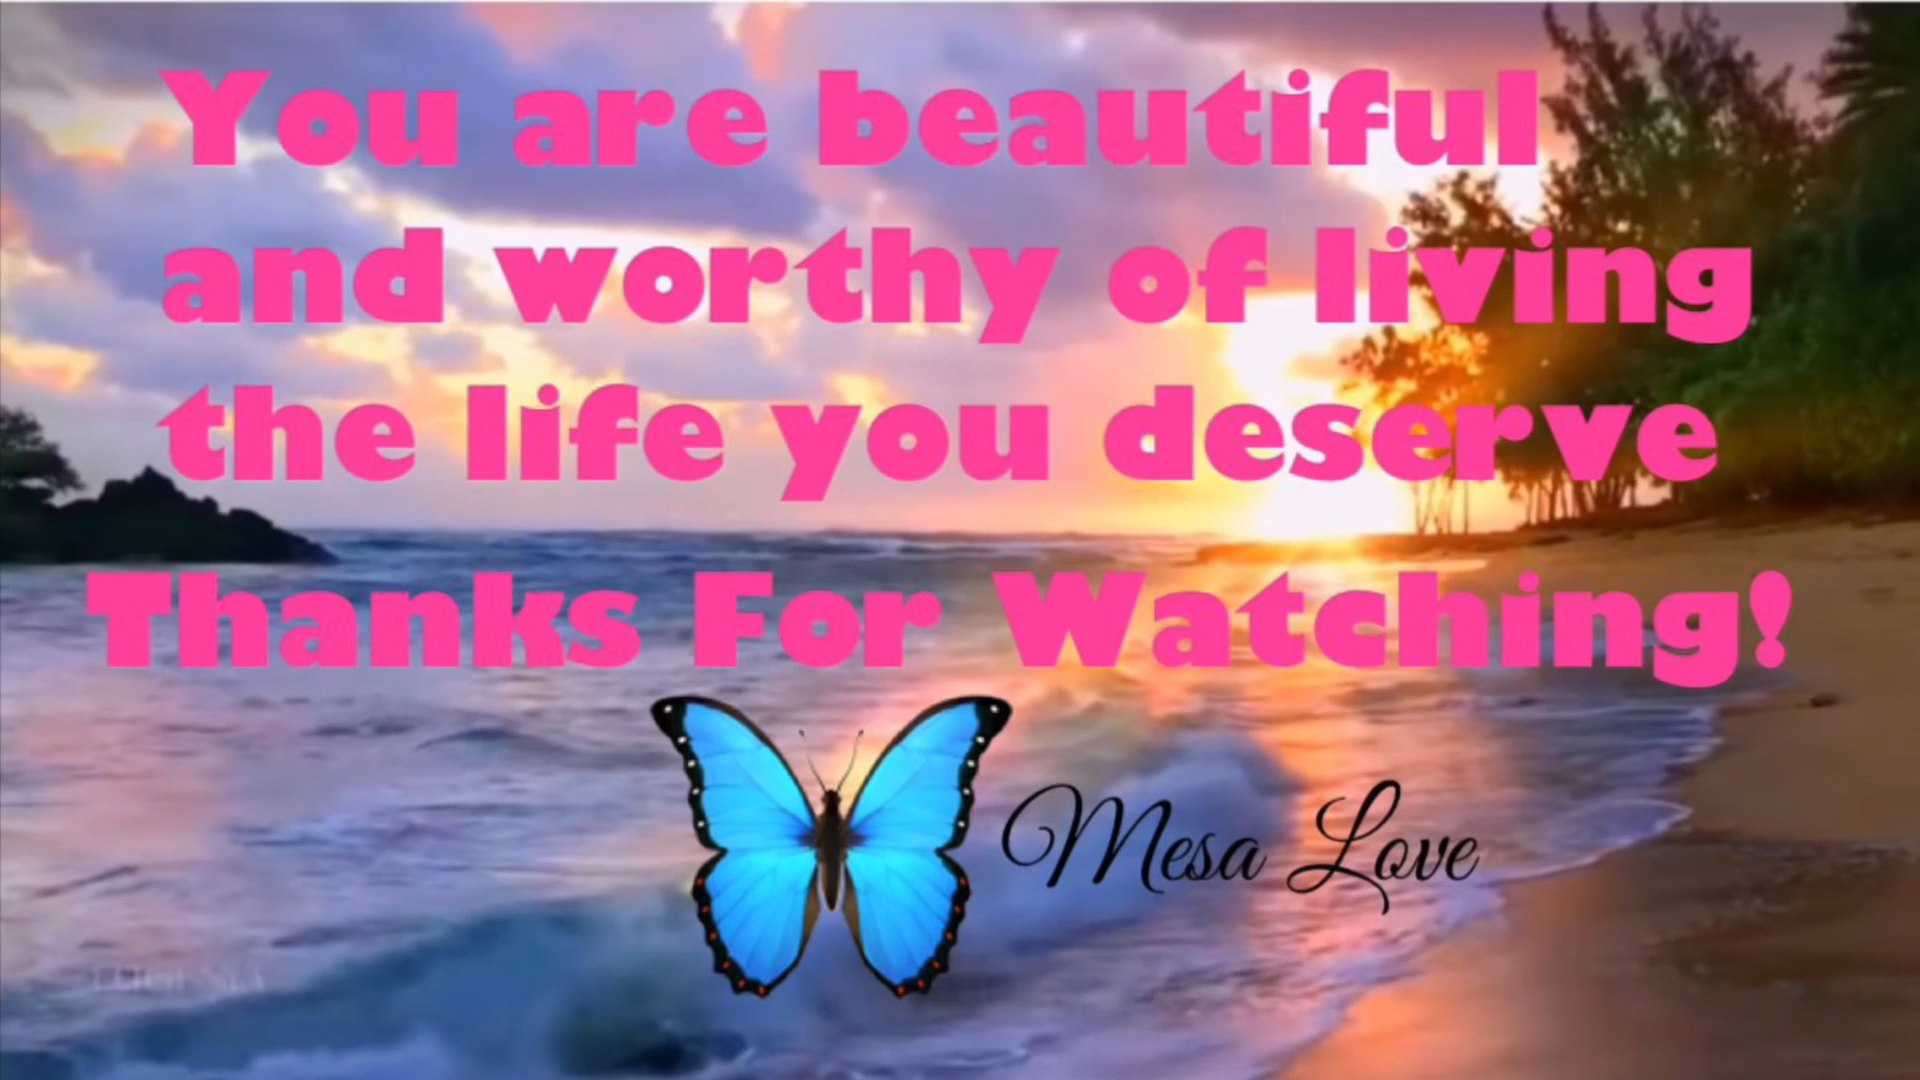 You are beautiful
and worthy of living
the life you deserve
Thanks For Watching!
Mesa Love